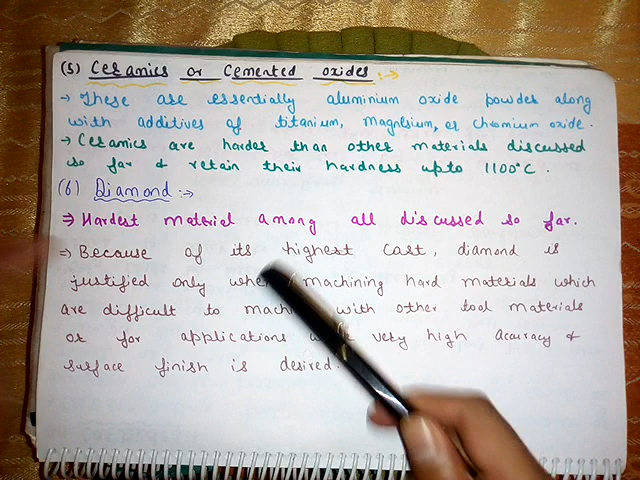 (5) Ceramics or Cemented oxides :→
→ These are essentially aluminium oxide powder along
with additives of titanium, magnesium, or chromium oxide.
→ Ceramics are harder than other materials discussed
so far & retain their hardness upto 1100°C.
(6) Diamond :→
⇒ Hardest material among all discussed so far.
⇒ Because of its highest cost, diamond is
justified only when machining hard materials which
are difficult to with other tool materials
or for applications very high accuracy &
surface finish is desired.